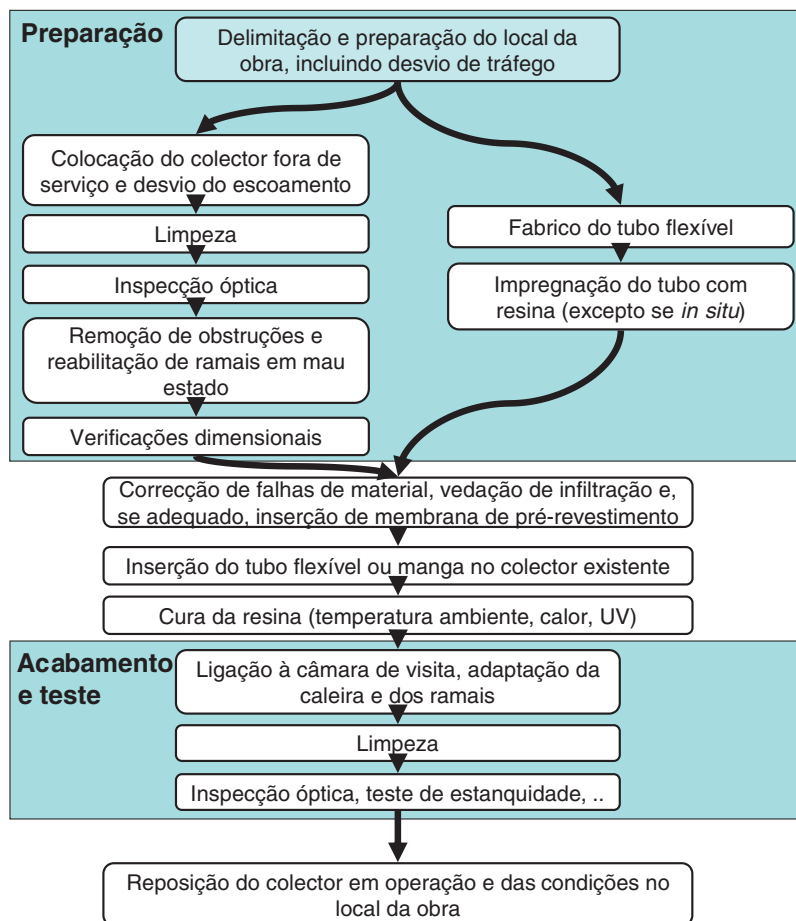 Preparação
Delimitação e preparação do local da
obra, incluindo desvio de tráfego
Colocação do colector fora de
serviço e desvio do escoamento
Limpeza
Inspecção óptica
Remoção de obstruções e
reabilitação de ramais em mau
estado
Verificações dimensionais
Fabrico do tubo flexível
Impregnação do tubo com
resina (excepto se in situ)
Correcção de falhas de material, vedação de infiltração e,
se adequado, inserção de membrana de pré-revestimento
Inserção do tubo flexível ou manga no colector existente
Cura da resina (temperatura ambiente, calor, UV)
Acabamento
e teste
Ligação à câmara de visita, adaptação da
caleira e dos ramais
Limpeza
Inspecção óptica, teste de estanquidade, ..
Reposição do colector em operação e das condições no
local da obra